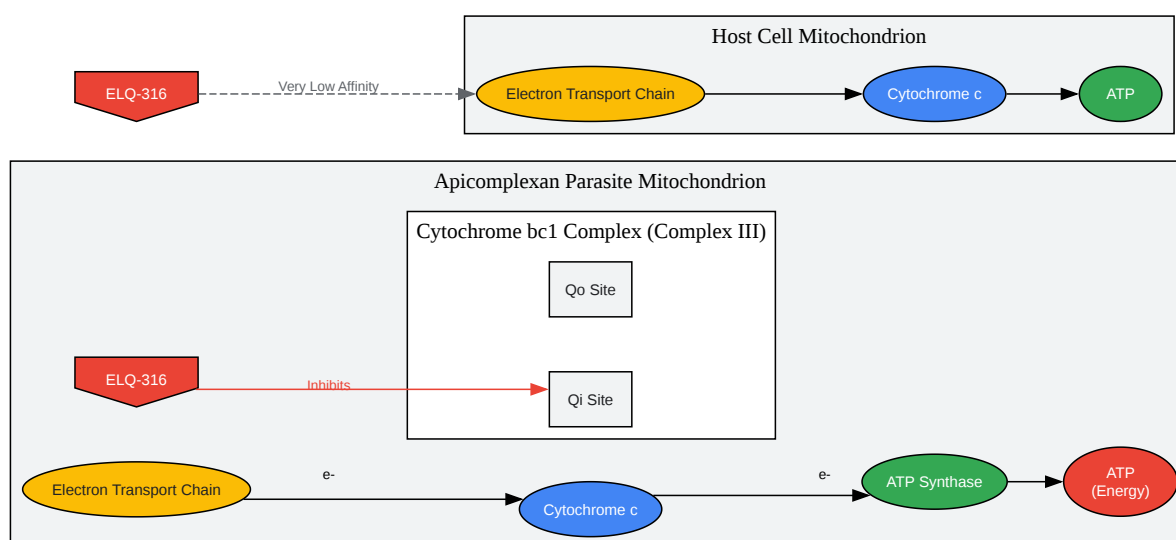 Host Cell Mitochondrion
ELQ-316
Very Low Affinity
Electron Transport Chain
Cytochrome c
ATP
Apicomplexan Parasite Mitochondrion
Cytochrome bc1 Complex (Complex III)
Qo Site
ELQ-316
Inhibits
Qi Site
Electron Transport Chain
e-
Cytochrome c
e-
ATP Synthase
ATP
(Energy)